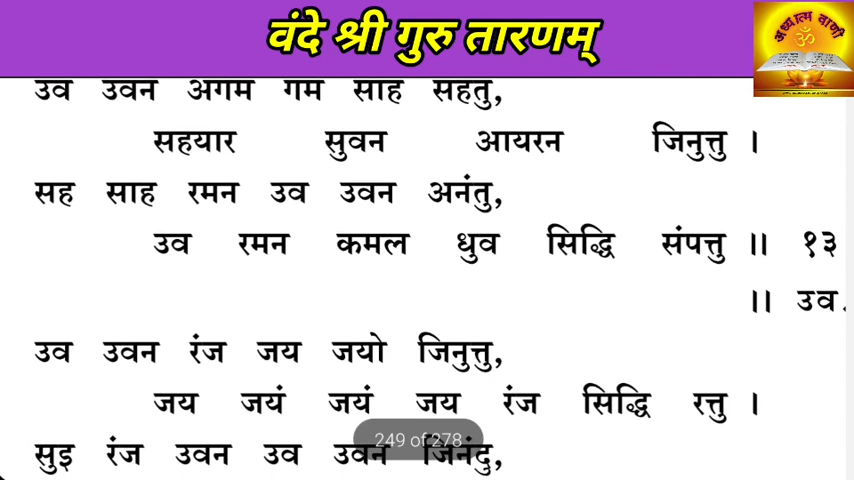 वंदे श्री गुरु तारणम्
अध्यात्म वाणी
उव उवन अगम गम साह सहतु,
सहयार सुवन आयरन जिनुत्तु ।
सह साह रमन उव उवन अनंतु,
उव रमन कमल धुव सिद्धि संपत्तु ॥ १३
॥ उव.
उव उवन रंज जय जयो जिनुत्तु,
जय जयं जयं जय रंज सिद्धि रत्तु ।
249 of 278
सुइ रंज उवन उव उवन जिनंदु,